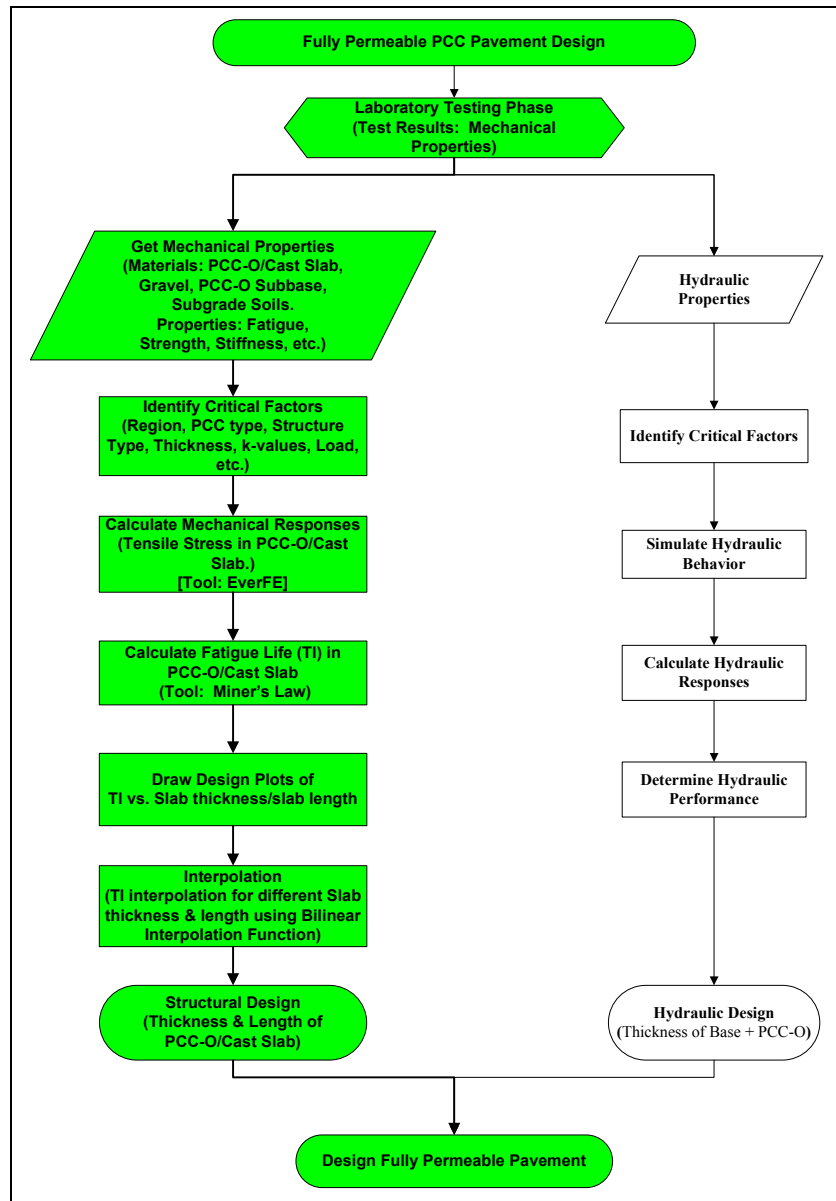 Fully Permeable PCC Pavement Design
Laboratory Testing Phase
(Test Results:  Mechanical
Properties)
Get Mechanical Properties
(Materials: PCC-O/Cast Slab,
Gravel, PCC-O Subbase,
Subgrade Soils.
Properties: Fatigue,
Strength, Stiffness, etc.)
Identify Critical Factors
(Region, PCC type, Structure
Type, Thickness, k-values, Load,
etc.)
Calculate Mechanical Responses
(Tensile Stress in PCC-O/Cast
Slab.)
[Tool: EverFE]
Calculate Fatigue Life (TI) in
PCC-O/Cast Slab
(Tool:  Miner's Law)
Draw Design Plots of
TI vs. Slab thickness/slab length
Interpolation
(TI interpolation for different Slab
thickness & length using Bilinear
Interpolation Function)
Structural Design
(Thickness & Length of
PCC-O/Cast Slab)
Hydraulic
Properties
Identify Critical Factors
Simulate Hydraulic
Behavior
Calculate Hydraulic
Responses
Determine Hydraulic
Performance
Hydraulic Design
(Thickness of Base + PCC-O)
Design Fully Permeable Pavement